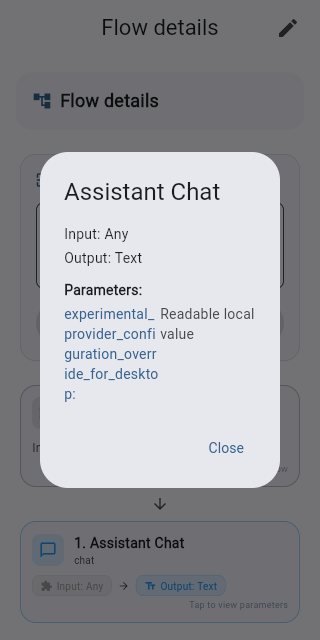 Flow details
Flow details
Assistant Chat
Input: Any
Output: Text
Parameters:
experimental_ Readable local
provider_confi value
guration_overr
ide_for_deskto
p:
Close
1. Assistant Chat
chat
Input: Any → Output: Text
Tap to view parameters